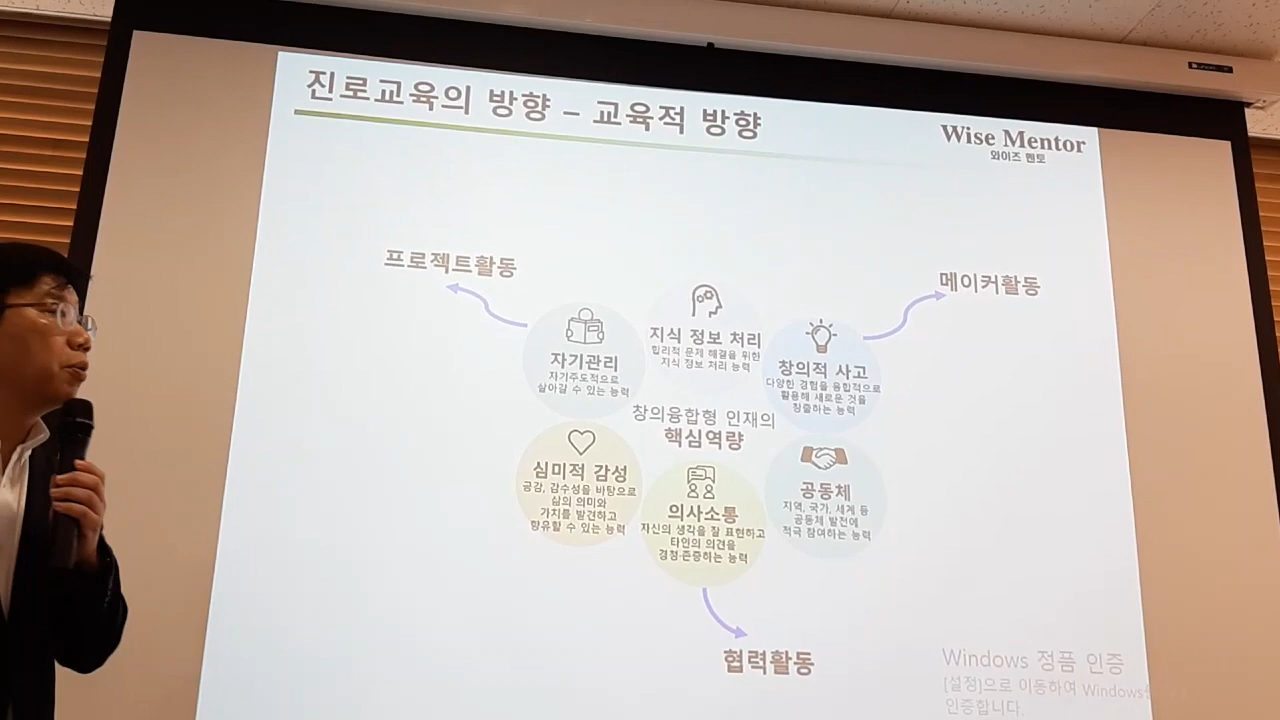 진로교육의 방향 – 교육적 방향
Wise Mentor
와이즈 멘토
프로젝트활동
메이커활동
지식 정보 처리
합리적 문제 해결을 위한
지식 정보 처리 능력
자기관리
자기주도적으로
살아갈 수 있는 능력
창의적 사고
다양한 경험을 융합적으로
활용해 새로운 것을
창출하는 능력
창의융합형 인재의
핵심역량
심미적 감성
공감, 감수성을 바탕으로
삶의 의미와
가치를 발견하고
향유할 수 있는 능력
의사소통
자신의 생각을 잘 표현하고
타인의 의견을
경청·존중하는 능력
공동체
지역, 국가, 세계 등
공동체 발전에
적극 참여하는 능력
협력활동
Windows 정품 인증
[설정]으로 이동하여 Windows
인증합니다.